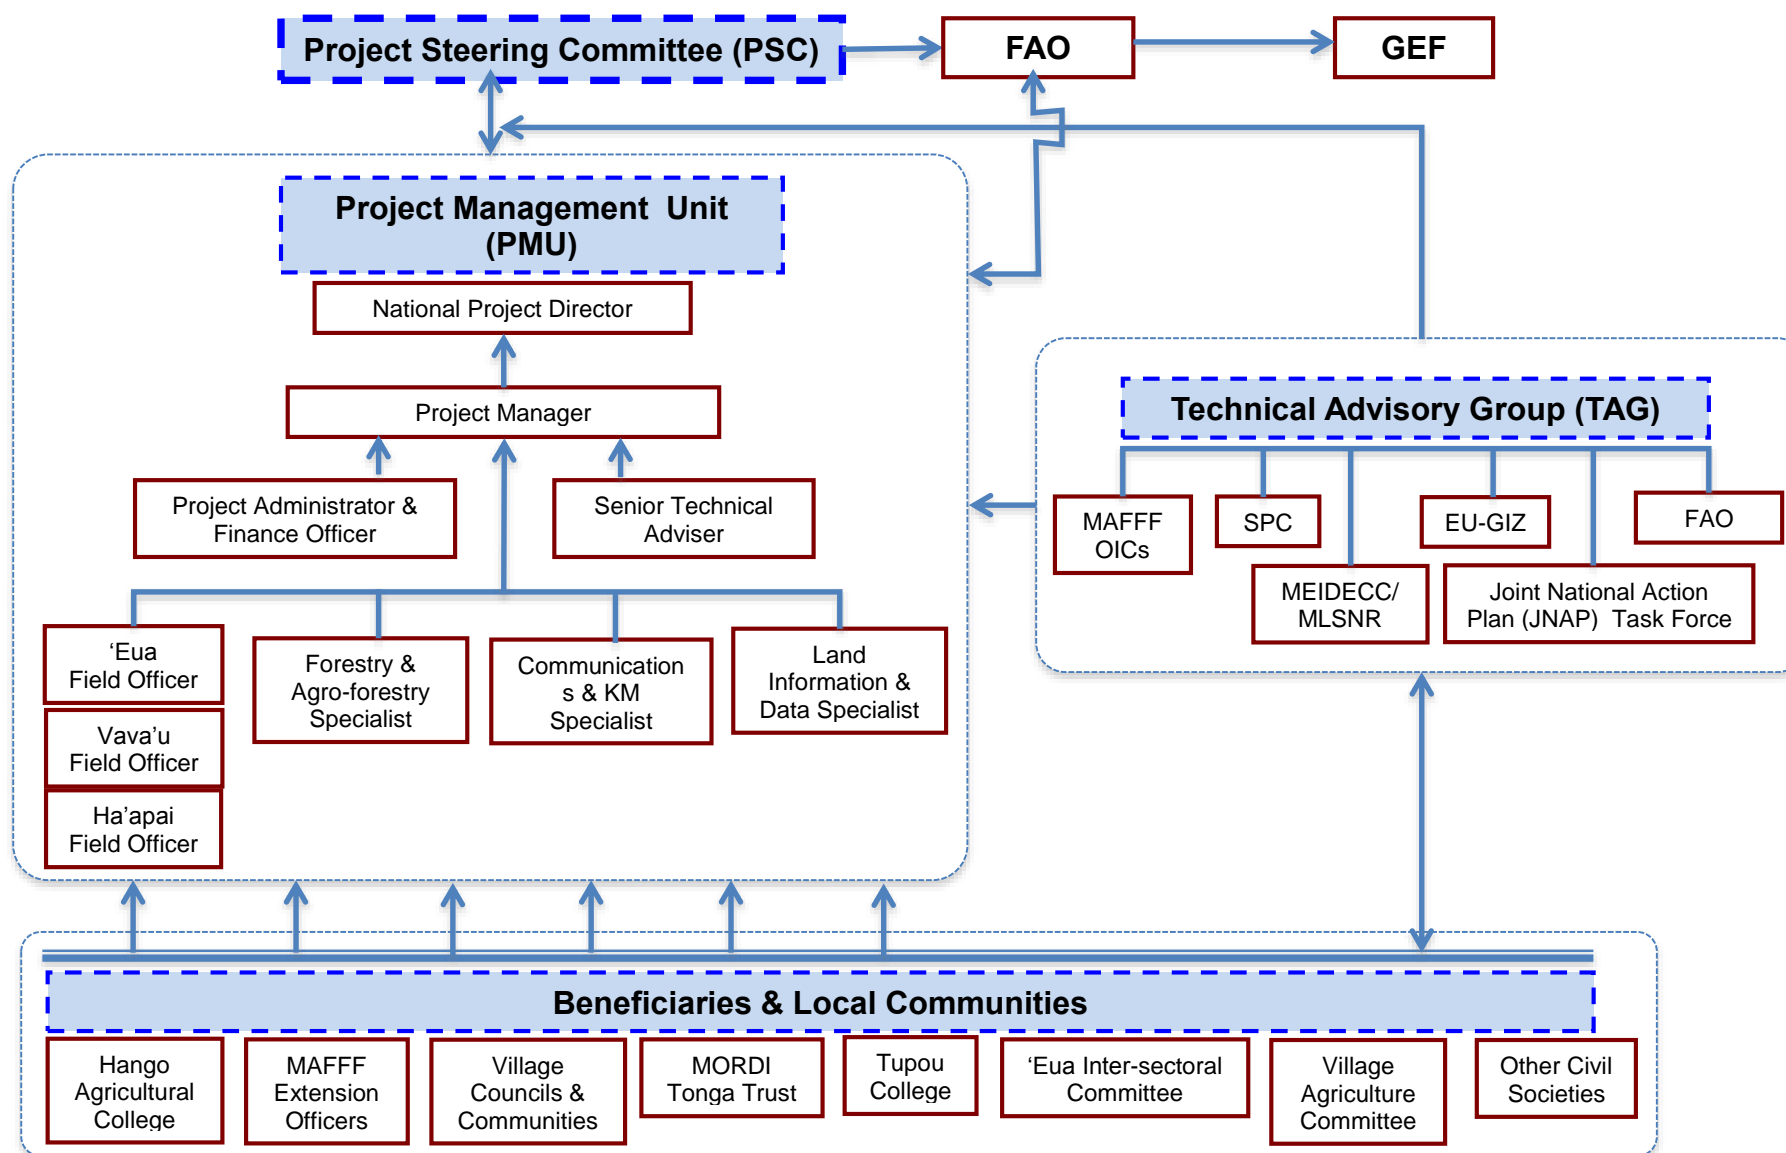 Project Steering Committee (PSC)
FAO
GEF
Project Management Unit
(PMU)
National Project Director
Project Manager
Project Administrator &
Finance Officer
Senior Technical
Adviser
‘Eua
Field Officer
Vava’u
Field Officer
Ha’apai
Field Officer
Forestry &
Agro-forestry
Specialist
Communication
s & KM
Specialist
Land
Information &
Data Specialist
Technical Advisory Group (TAG)
MAFFF
OICs
SPC
MEIDECC/
MLSNR
EU-GIZ
Joint National Action
Plan (JNAP) Task Force
FAO
Beneficiaries & Local Communities
Hango
Agricultural
College
MAFFF
Extension
Officers
Village
Councils &
Communities
MORDI
Tonga Trust
Tupou
College
‘Eua Inter-sectoral
Committee
Village
Agriculture
Committee
Other Civil
Societies